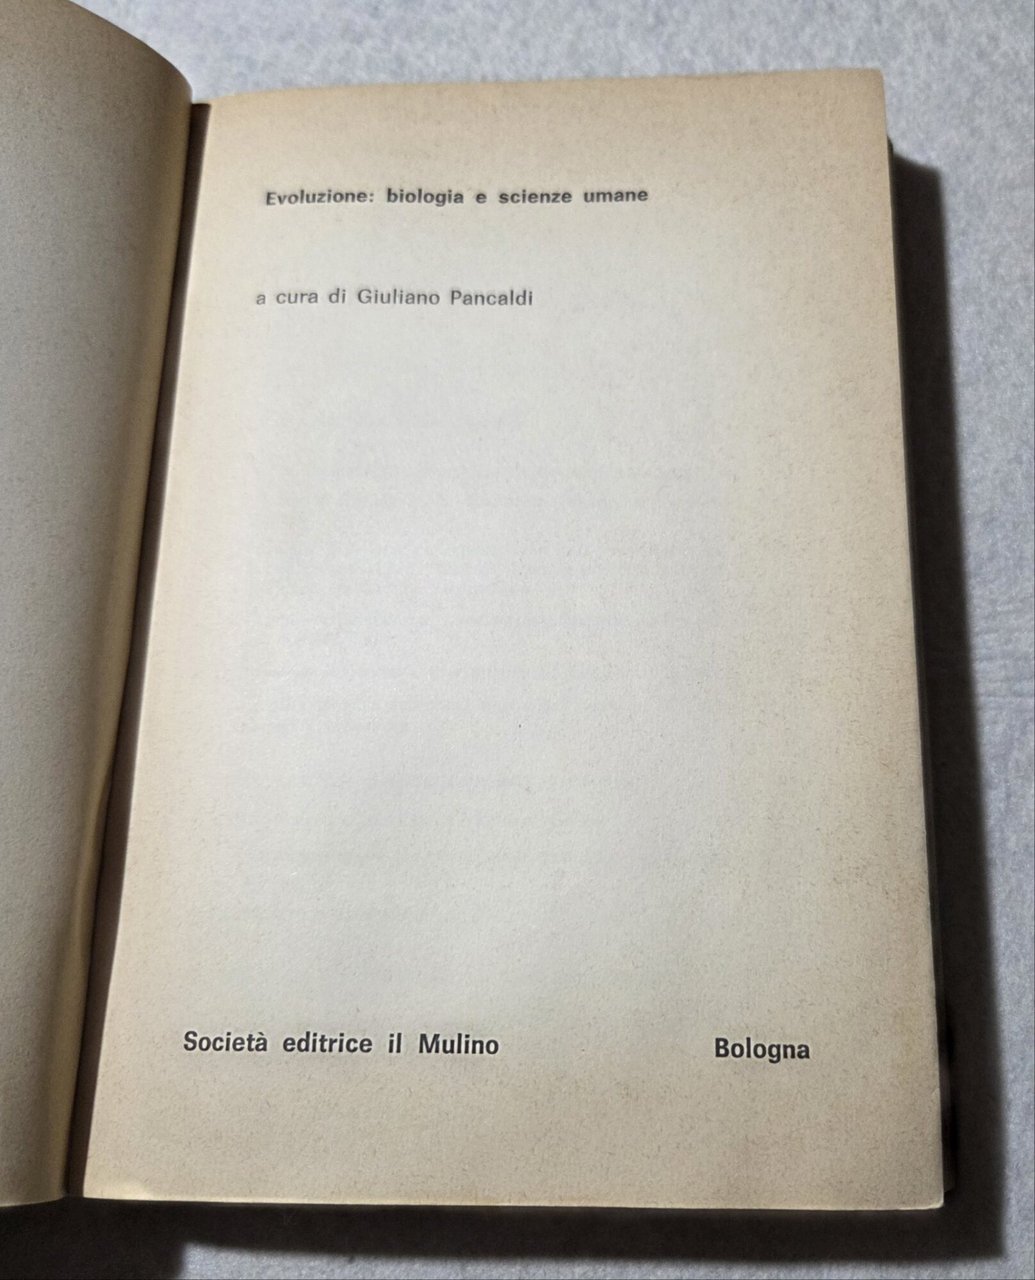 Evoluzione: biologia e scienze umane
a cura di Giuliano Pancaldi
Società editrice il Mulino
Bologna